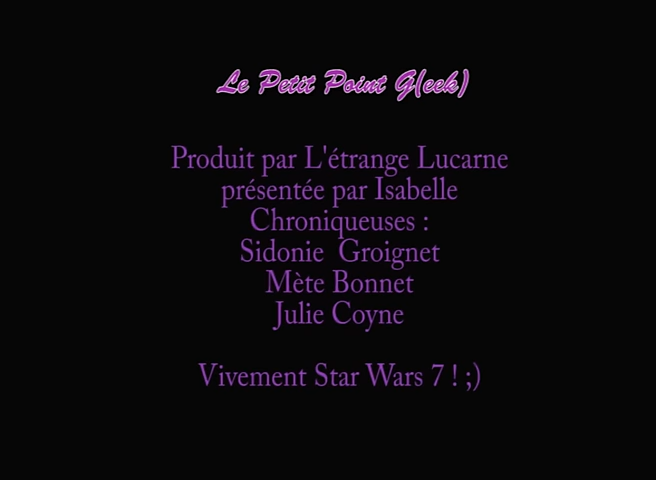 Le Petit Point G(eek)
Produit par L'étrange Lucarne
présentée par Isabelle
Chroniqueuses :
Sidonie  Groignet
Mète Bonnet
Julie Coyne
Vivement Star Wars 7 ! ;)